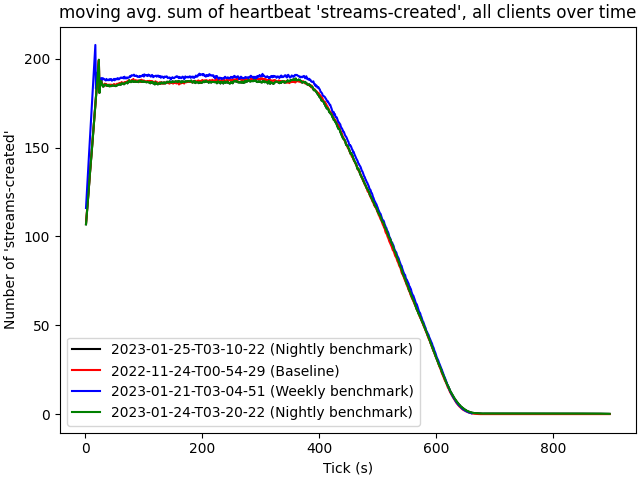 moving avg. sum of heartbeat 'streams-created', all clients over time
Number of 'streams-created'
200
150
100
50
0
2023-01-25-T03-10-22 (Nightly benchmark)
2022-11-24-T00-54-29 (Baseline)
2023-01-21-T03-04-51 (Weekly benchmark)
2023-01-24-T03-20-22 (Nightly benchmark)
0 200 400 600 800
Tick (s)